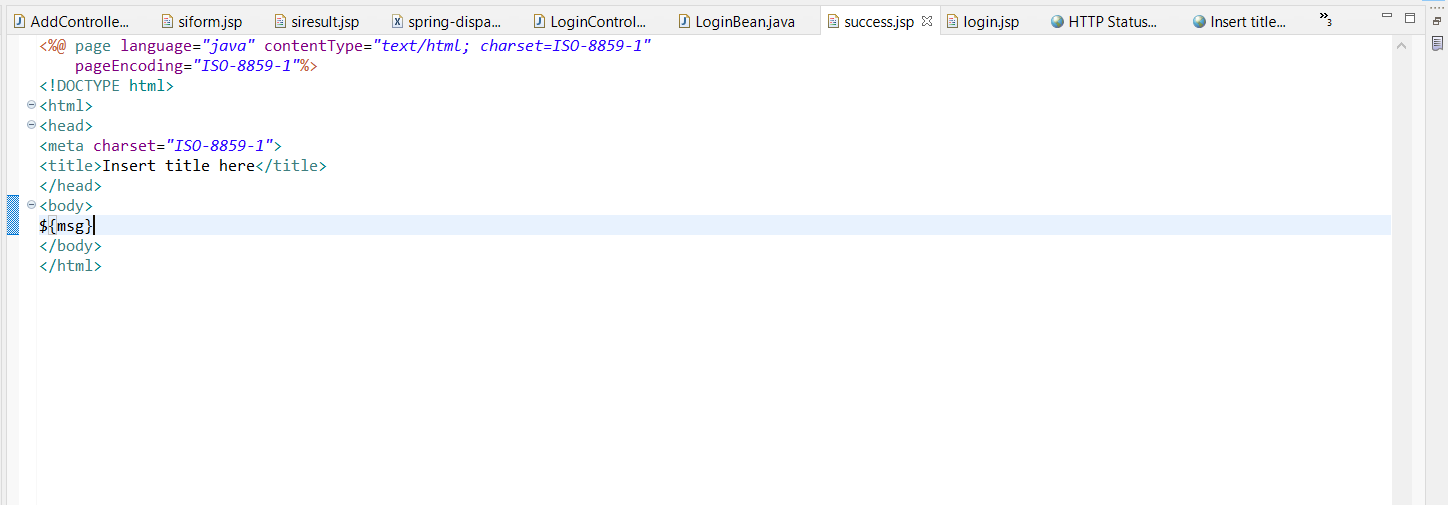 AddControlle... siform.jsp siresult.jsp spring-dispa... LoginControl... LoginBean.java success.jsp login.jsp HTTP Status... Insert title... »3
<%@ page language="java" contentType="text/html; charset=ISO-8859-1"
    pageEncoding="ISO-8859-1"%>
<!DOCTYPE html>
<html>
<head>
<meta charset="ISO-8859-1">
<title>Insert title here</title>
</head>
<body>
${msg}
</body>
</html>